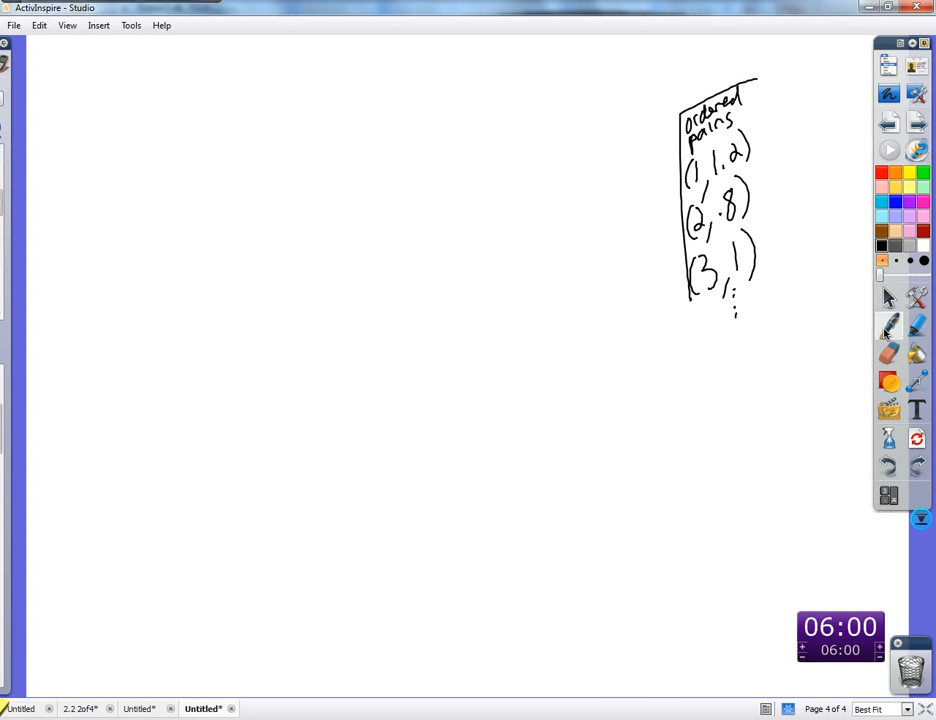 ActivInspire - Studio
File Edit View Insert Tools Help
ordered
pairs
(1, 1.2)
(2, .8)
(3, 1)
⋮
T
06:00
06:00
Untitled 2.2 2of4* Untitled* Untitled* Page 4 of 4 Best Fit